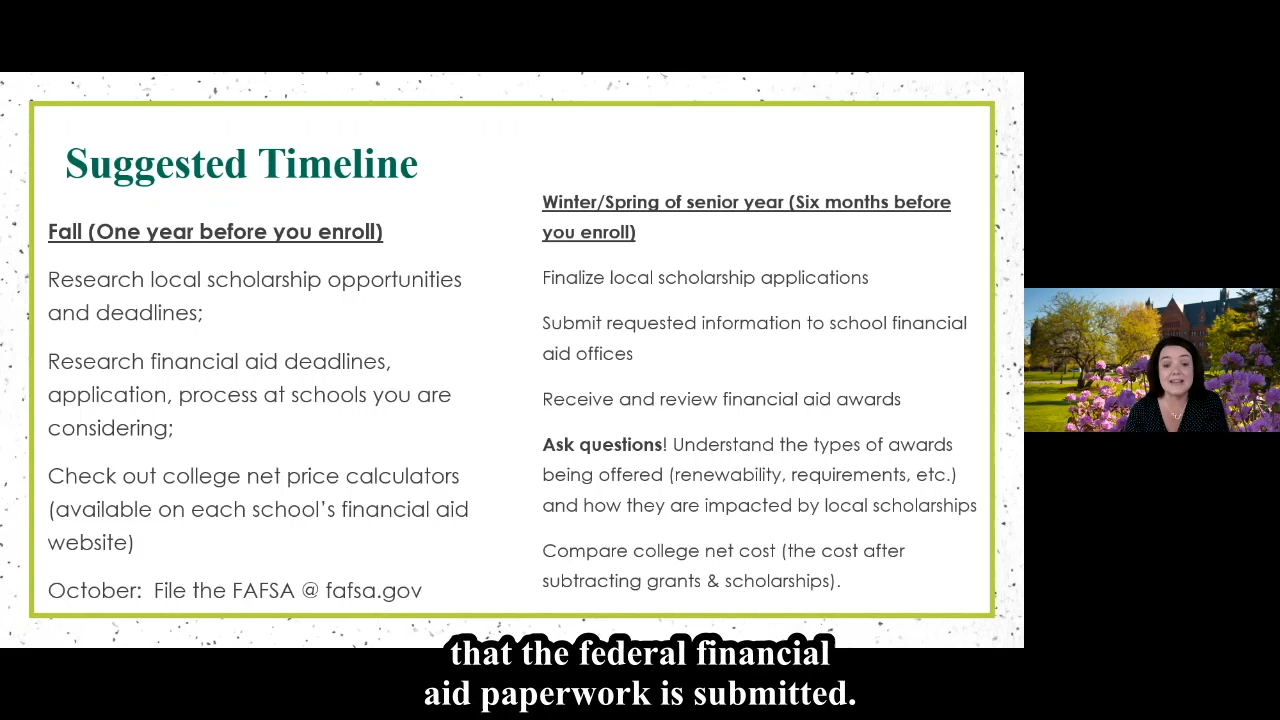 Suggested Timeline
Fall (One year before you enroll)
Research local scholarship opportunities
and deadlines;
Research financial aid deadlines,
application, process at schools you are
considering;
Check out college net price calculators
(available on each school’s financial aid
website)
October:  File the FAFSA @ fafsa.gov
Winter/Spring of senior year (Six months before
you enroll)
Finalize local scholarship applications
Submit requested information to school financial
aid offices
Receive and review financial aid awards
Ask questions! Understand the types of awards
being offered (renewability, requirements, etc.)
and how they are impacted by local scholarships
Compare college net cost (the cost after
subtracting grants & scholarships).
that the federal financial
aid paperwork is submitted.